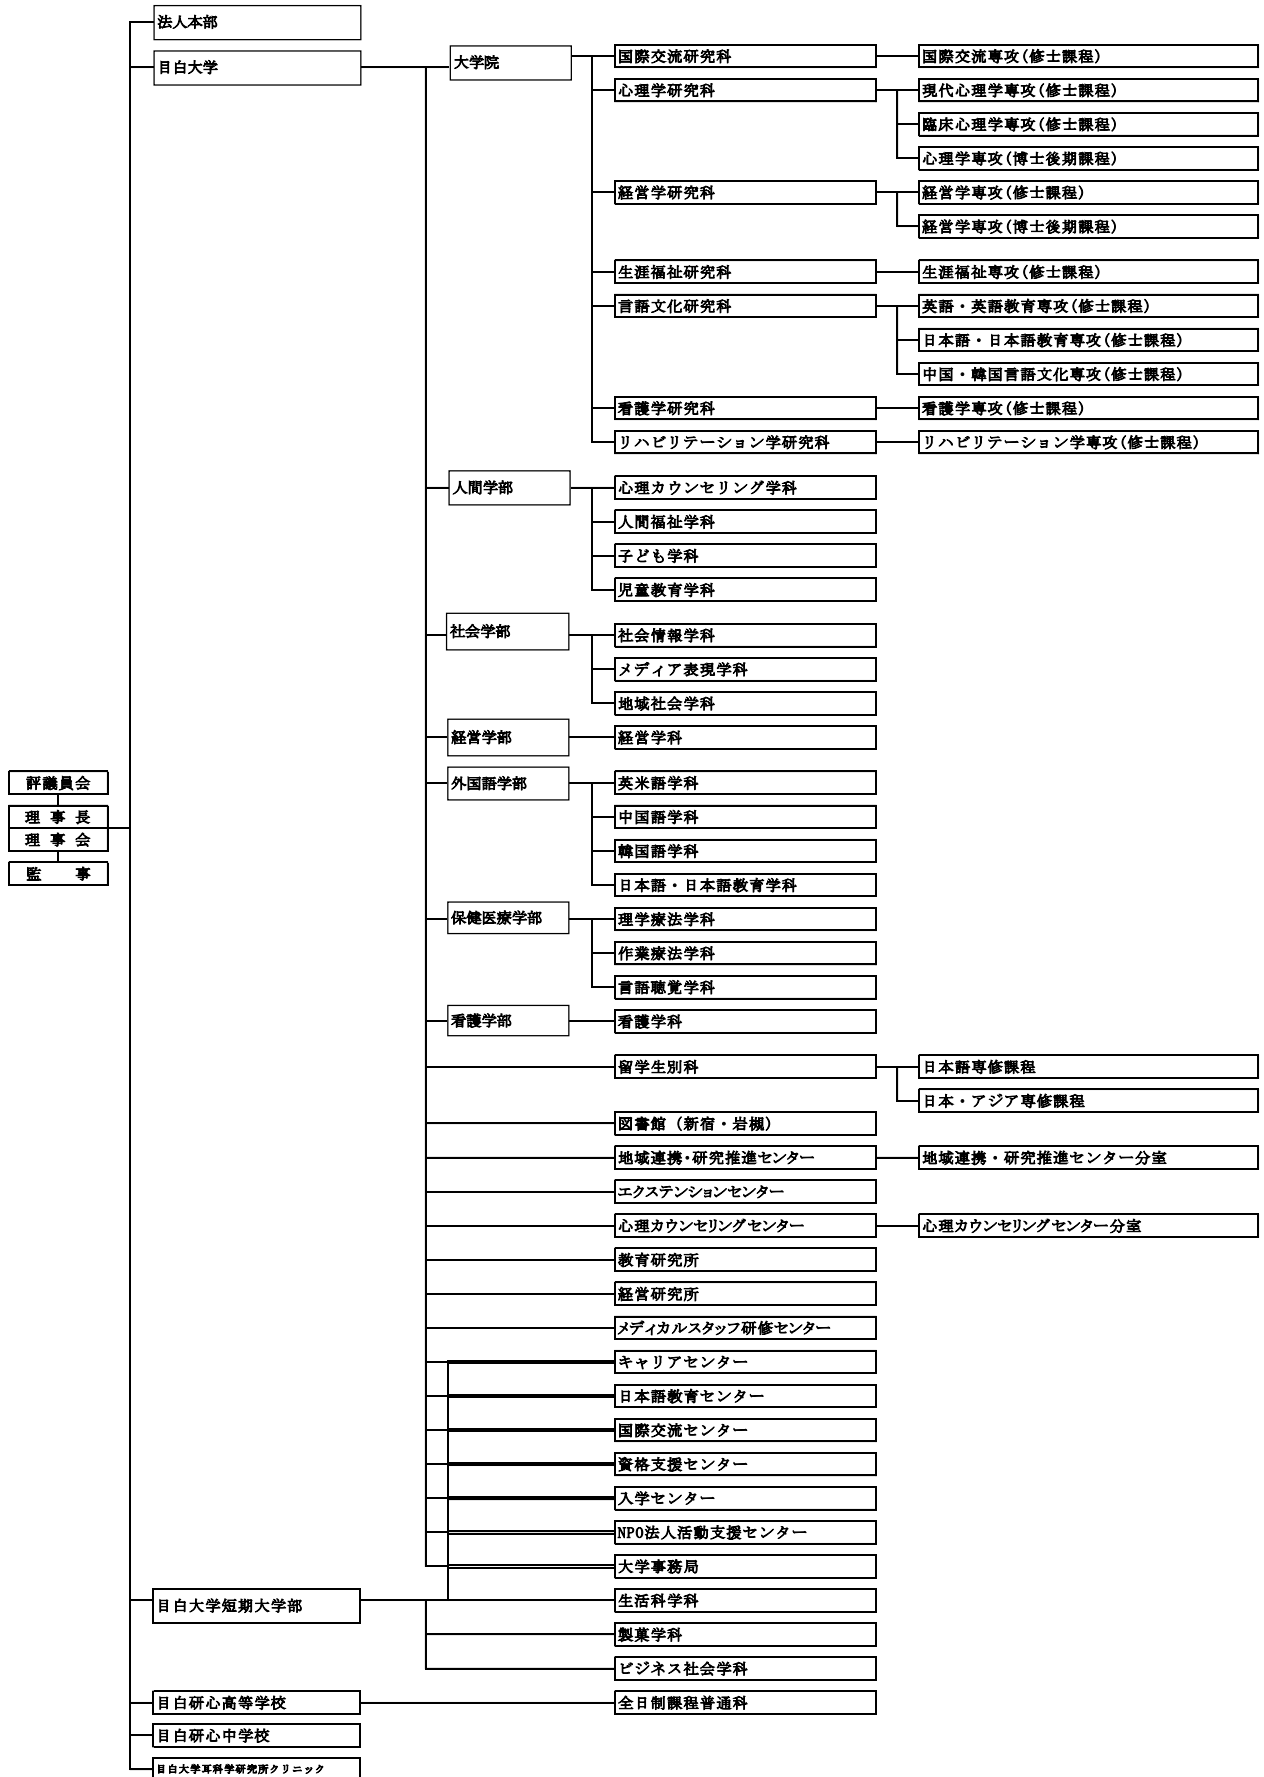 法人本部
目白大学
大学院
国際交流研究科
国際交流専攻(修士課程)
心理学研究科
現代心理学専攻(修士課程)
臨床心理学専攻(修士課程)
心理学専攻(博士後期課程)
経営学研究科
経営学専攻(修士課程)
経営学専攻(博士後期課程)
生涯福祉研究科
生涯福祉専攻(修士課程)
言語文化研究科
英語・英語教育専攻(修士課程)
日本語・日本語教育専攻(修士課程)
中国・韓国言語文化専攻(修士課程)
看護学研究科
看護学専攻(修士課程)
リハビリテーション学研究科
リハビリテーション学専攻(修士課程)
人間学部
心理カウンセリング学科
人間福祉学科
子ども学科
児童教育学科
社会学部
社会情報学科
メディア表現学科
地域社会学科
経営学部
経営学科
評議員会
理 事 長
理 事 会
監 事
外国語学部
英米語学科
中国語学科
韓国語学科
日本語・日本語教育学科
保健医療学部
理学療法学科
作業療法学科
言語聴覚学科
看護学部
看護学科
留学生別科
日本語専修課程
日本・アジア専修課程
図書館（新宿・岩槻）
地域連携・研究推進センター
地域連携・研究推進センター分室
エクステンションセンター
心理カウンセリングセンター
心理カウンセリングセンター分室
教育研究所
経営研究所
メディカルスタッフ研修センター
キャリアセンター
日本語教育センター
国際交流センター
資格支援センター
入学センター
NPO法人活動支援センター
大学事務局
目白大学短期大学部
生活科学科
製菓学科
ビジネス社会学科
目白研心高等学校
全日制課程普通科
目白研心中学校
目白大学耳科学研究所クリニック